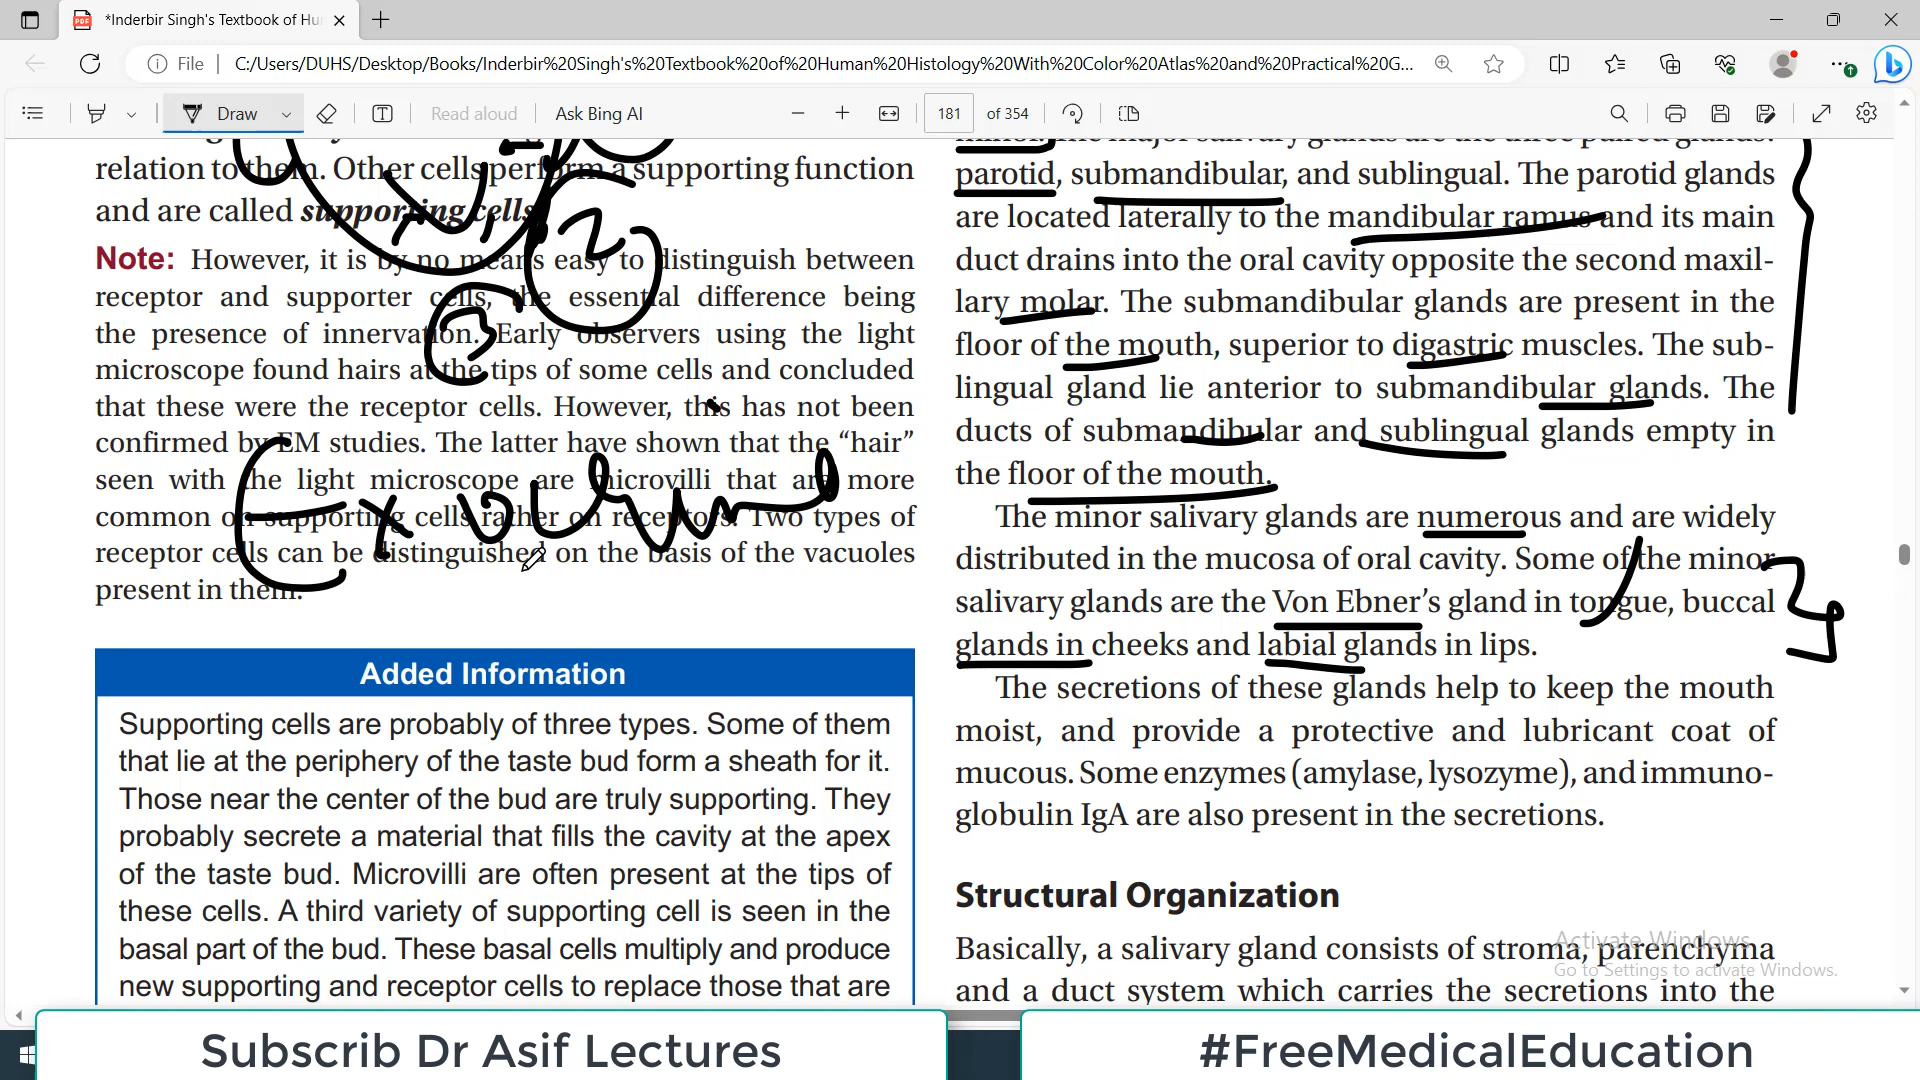 *Inderbir Singh's Textbook of Hu
File
C:/Users/DUHS/Desktop/Books/Inderbir%20Singh's%20Textbook%20of%20Human%20Histology%20With%20Color%20Atlas%20and%20Practical%20G...
Draw
Read aloud
Ask Bing AI
181 of 354
relation to them. Other cells perform a supporting function
and are called supporting cells
Note: However, it is by no means easy to distinguish between
receptor and supporter cells, the essential difference being
the presence of innervation. Early observers using the light
microscope found hairs at the tips of some cells and concluded
that these were the receptor cells. However, this has not been
confirmed by EM studies. The latter have shown that the “hair”
seen with the light microscope are microvilli that are more
common on supporting cells rather on receptors. Two types of
receptor cells can be distinguished on the basis of the vacuoles
present in them.
2
3
Added Information
Supporting cells are probably of three types. Some of them
that lie at the periphery of the taste bud form a sheath for it.
Those near the center of the bud are truly supporting. They
probably secrete a material that fills the cavity at the apex
of the taste bud. Microvilli are often present at the tips of
these cells. A third variety of supporting cell is seen in the
basal part of the bud. These basal cells multiply and produce
new supporting and receptor cells to replace those that are
minor. The major salivary glands are the three paired glands:
parotid, submandibular, and sublingual. The parotid glands
are located laterally to the mandibular ramus and its main
duct drains into the oral cavity opposite the second maxil-
lary molar. The submandibular glands are present in the
floor of the mouth, superior to digastric muscles. The sub-
lingual gland lie anterior to submandibular glands. The
ducts of submandibular and sublingual glands empty in
the floor of the mouth.
The minor salivary glands are numerous and are widely
distributed in the mucosa of oral cavity. Some of the minor
salivary glands are the Von Ebner’s gland in tongue, buccal
glands in cheeks and labial glands in lips.
The secretions of these glands help to keep the mouth
moist, and provide a protective and lubricant coat of
mucous. Some enzymes (amylase, lysozyme), and immuno-
globulin IgA are also present in the secretions.
Structural Organization
Basically, a salivary gland consists of stroma, parenchyma
and a duct system which carries the secretions into the
Activate Windows
Go to Settings to activate Windows.
Subscrib Dr Asif Lectures
#FreeMedicalEducation